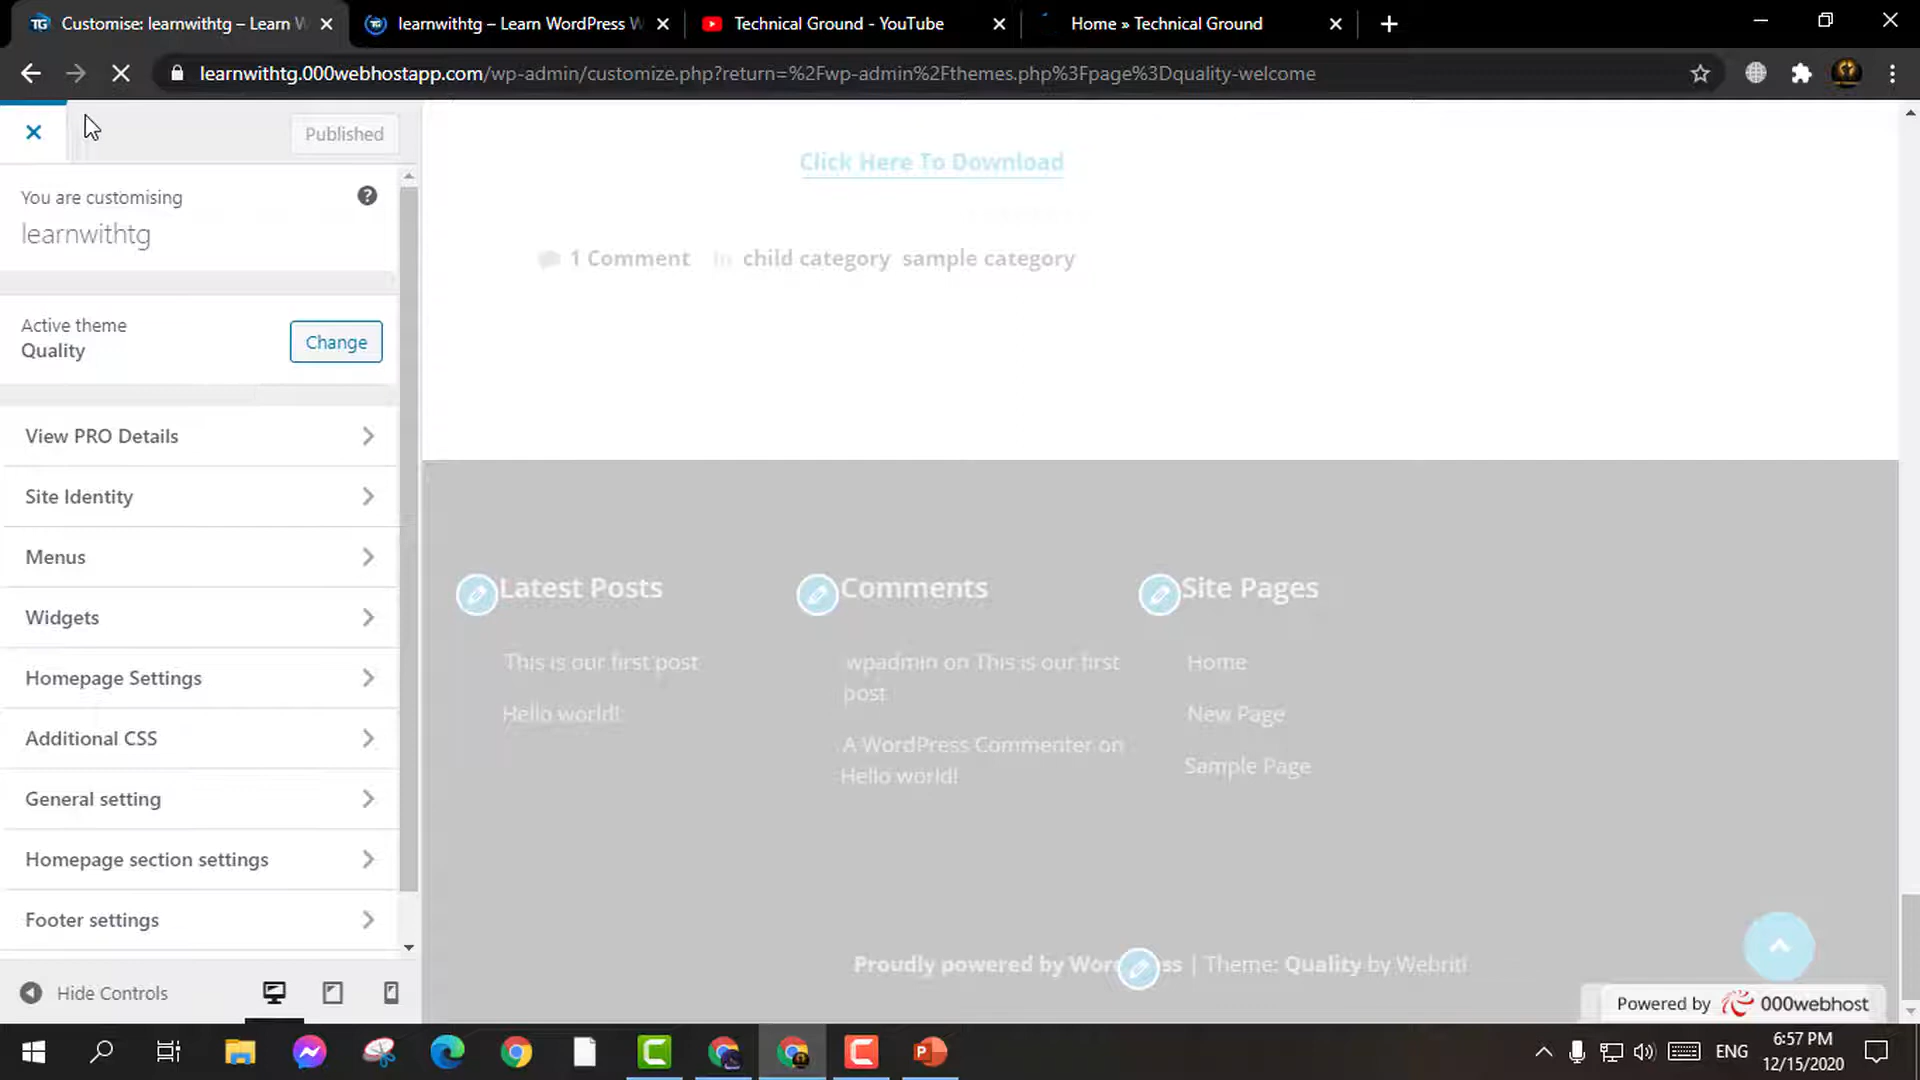 Customise: learnwithtg – Learn W
learnwithtg – Learn WordPress W
Technical Ground - YouTube
Home » Technical Ground
learnwithtg.000webhostapp.com/wp-admin/customize.php?return=%2Fwp-admin%2Fthemes.php%3Fpage%3Dquality-welcome
Published
You are customising
learnwithtg
Active theme
Quality
Change
View PRO Details
Site Identity
Menus
Widgets
Homepage Settings
Additional CSS
General setting
Homepage section settings
Footer settings
Hide Controls
Click Here To Download
1 Comment In child category sample category
Latest Posts
This is our first post
Hello world!
Comments
wpadmin on This is our first
post
A WordPress Commenter on
Hello world!
Site Pages
Home
New Page
Sample Page
Proudly powered by Wor ss | Theme: Quality by Webriti
Powered by 000webhost
ENG
6:57 PM
12/15/2020